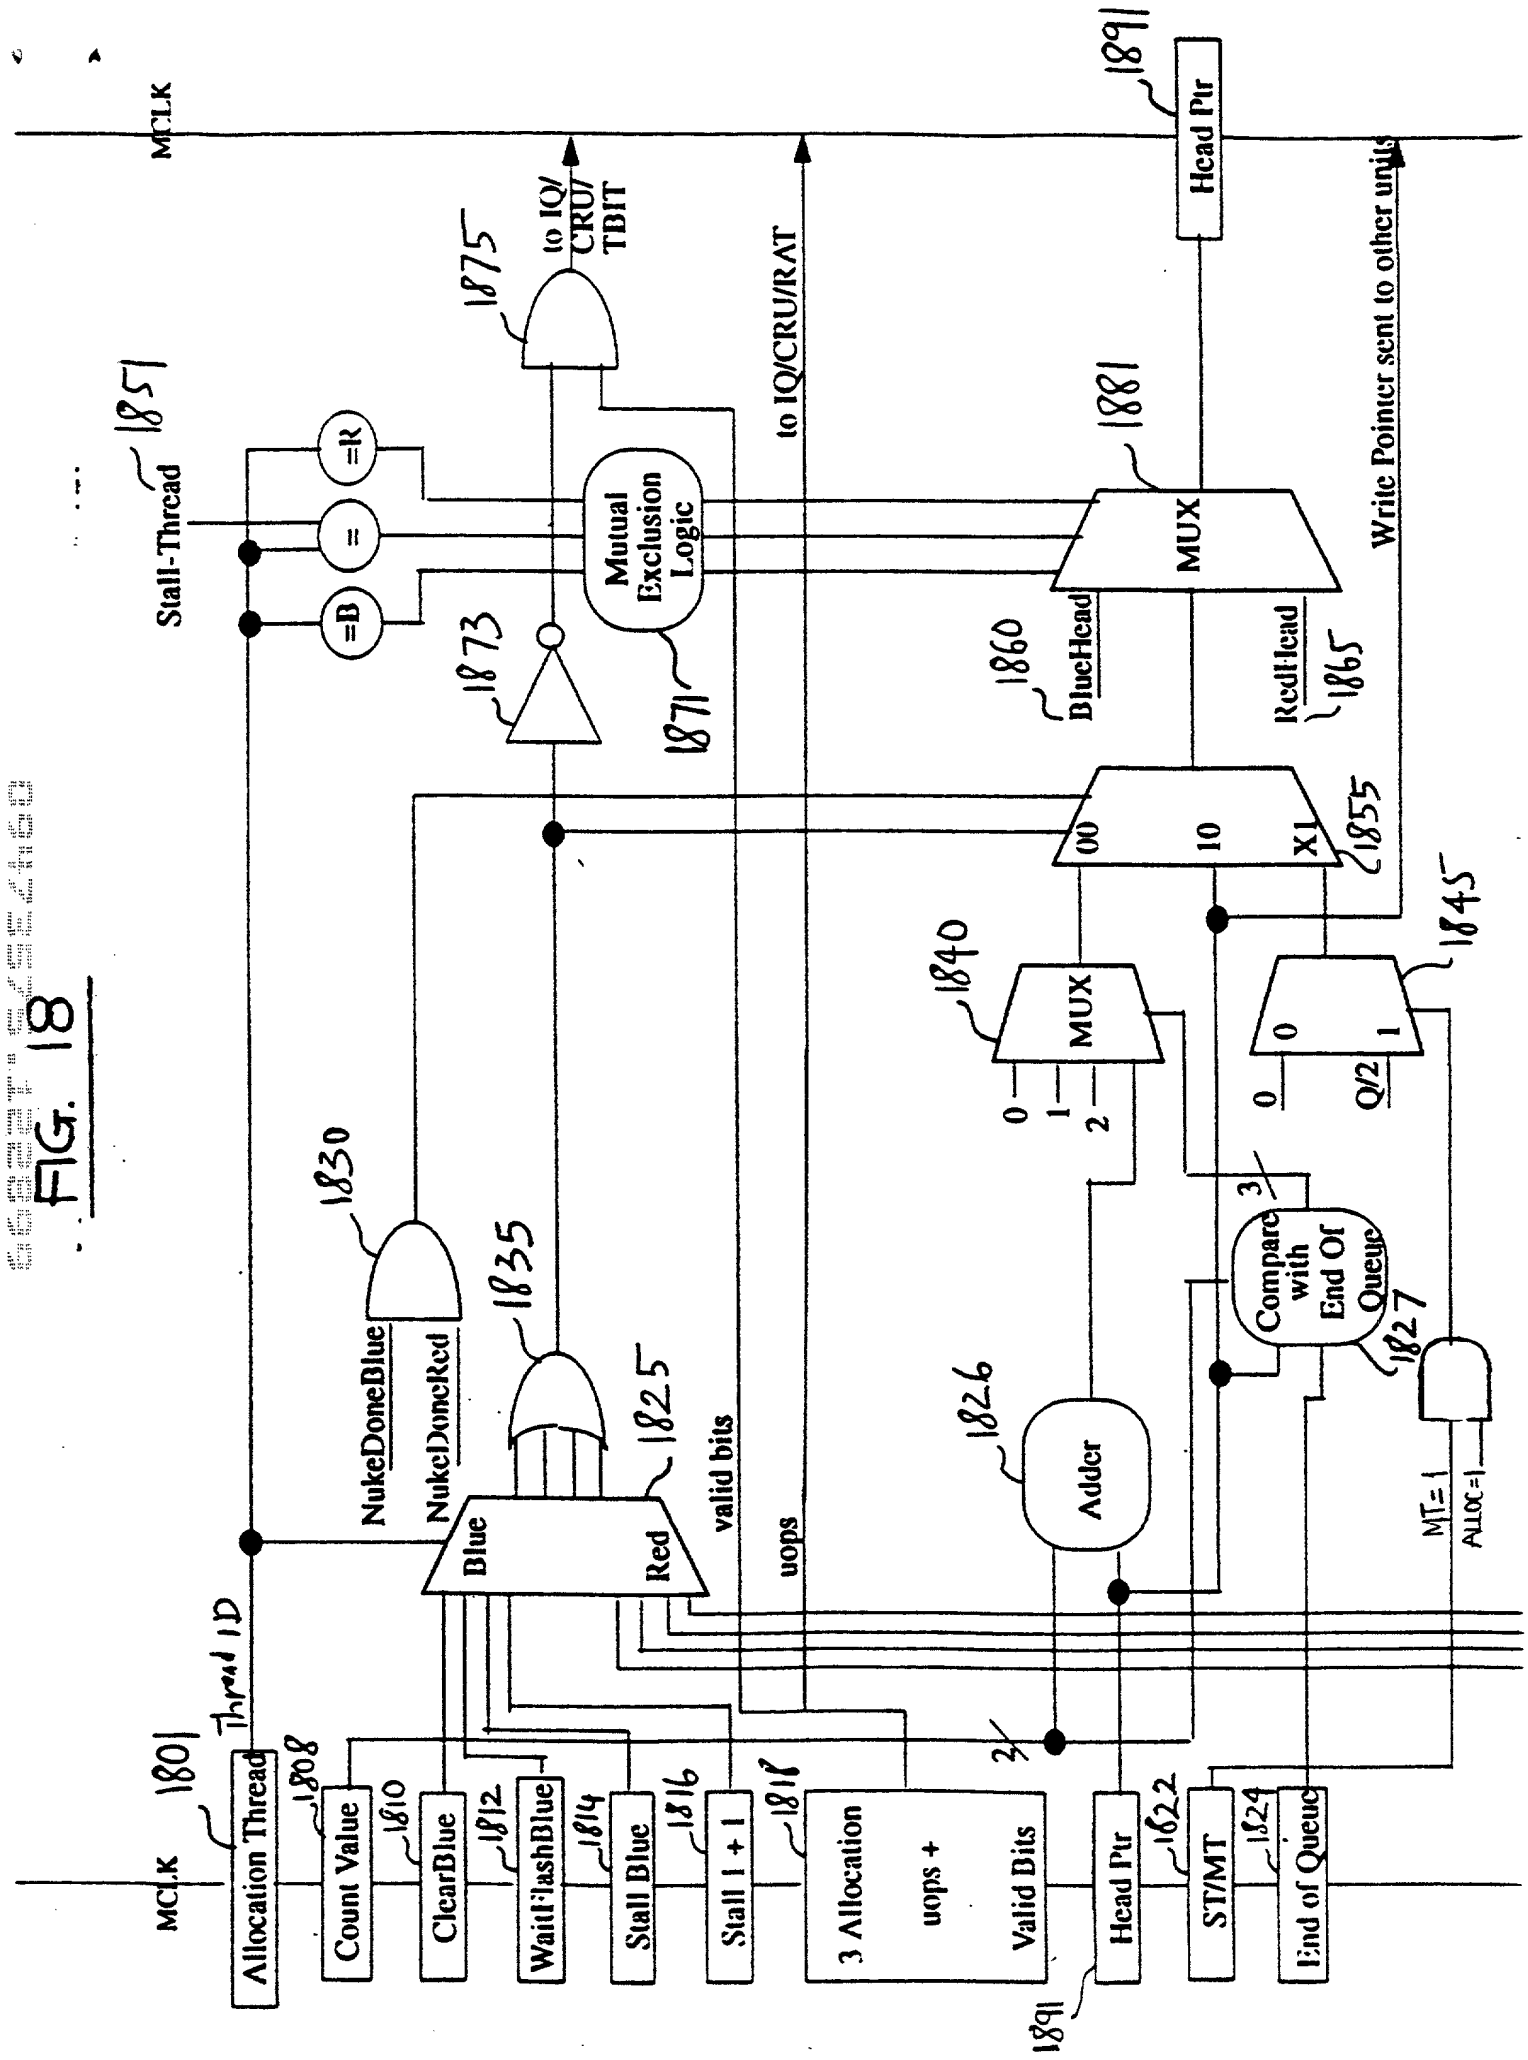 FIG. 18
MCLK
1801
Thread ID
Allocation Thread
1808
Count Value
1810
ClearBlue
1812
WaitFlashBlue
1814
Stall Blue
1816
Stall 1 + 1
1818
3 Allocation
uops +
Valid Bits
1891
Head Ptr
1822
ST/MT
1824
End of Queue
2
Blue
Red
1825
valid bits
uops
NukeDoneBlue
NukeDoneRed
1830
1835
1826
Adder
MT=1
ALLOC=1
Compare
with
End Of
Queue
1827
3
0
1
2
MUX
1840
0
Q/2
0
1
1845
00
10
X1
1855
1873
BlueHead
1860
RedHead
1865
MUX
1881
Mutual
Exclusion
Logic
1871
=B
=
=R
Stall-Thread
1851
1875
to IQ/
CRU/
TBIT
to IQ/CRU/RAT
Write Pointer sent to other units
MCLK
Head Ptr
1891